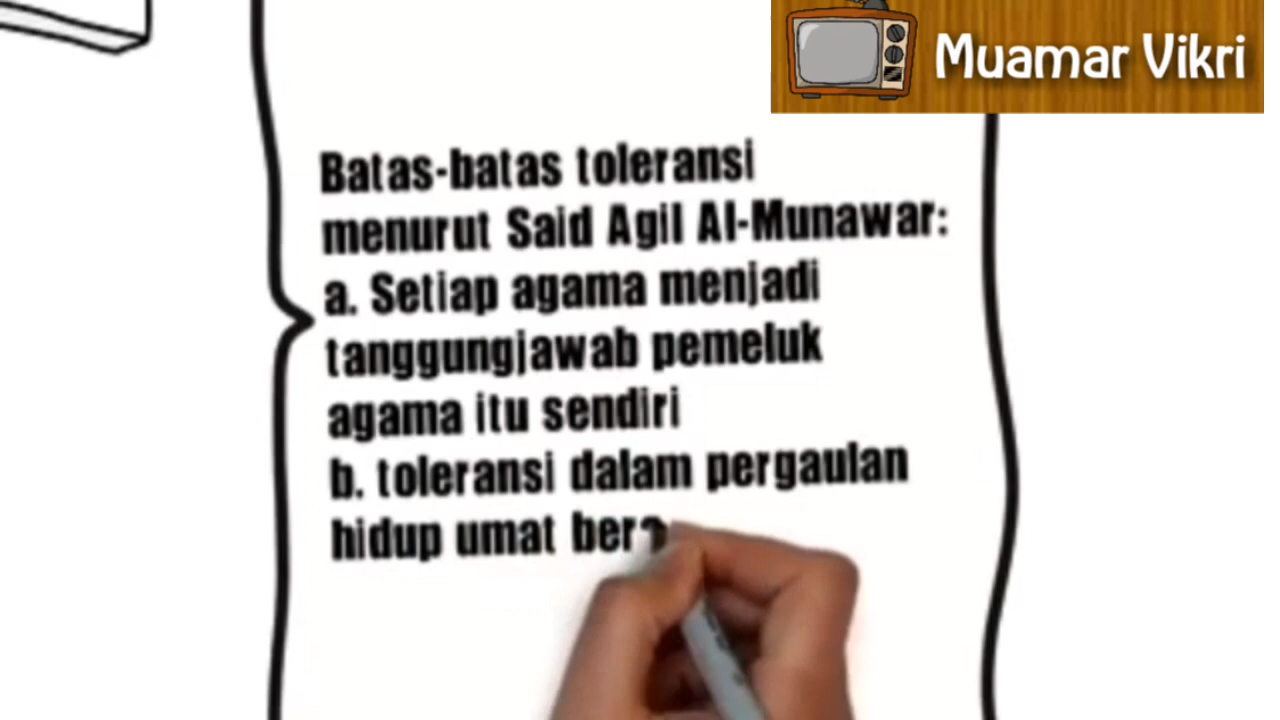 Muamar Vikri
Batas-batas toleransi
menurut Said Agil Al-Munawar:
a. Setiap agama menjadi
tanggungjawab pemeluk
agama itu sendiri
b. toleransi dalam pergaulan
hidup umat